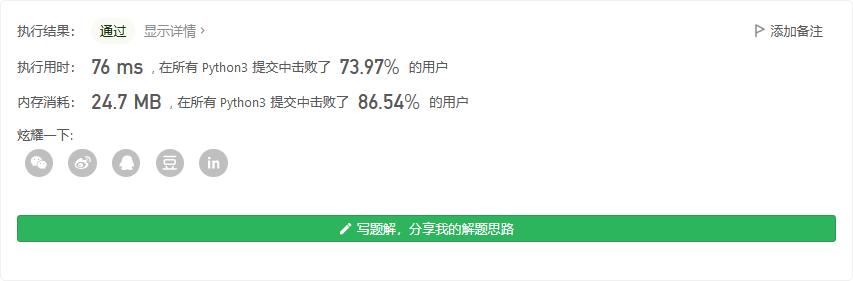 执行结果： 通过 显示详情 › 添加备注
执行用时： 76 ms , 在所有 Python3 提交中击败了 73.97% 的用户
内存消耗： 24.7 MB , 在所有 Python3 提交中击败了 86.54% 的用户
炫耀一下:
豆 in
写题解，分享我的解题思路